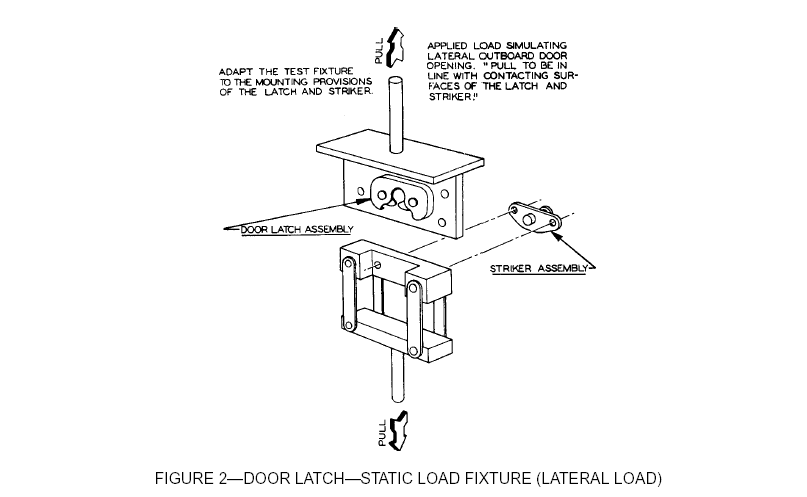 PULL
APPLIED LOAD SIMULATING
LATERAL OUTBOARD DOOR
OPENING. "PULL TO BE IN
LINE WITH CONTACTING SUR-
FACES OF THE LATCH AND
STRIKER."
ADAPT THE TEST FIXTURE
TO THE MOUNTING PROVISIONS
OF THE LATCH AND STRIKER.
DOOR LATCH ASSEMBLY
STRIKER ASSEMBLY
PULL
FIGURE 2—DOOR LATCH—STATIC LOAD FIXTURE (LATERAL LOAD)